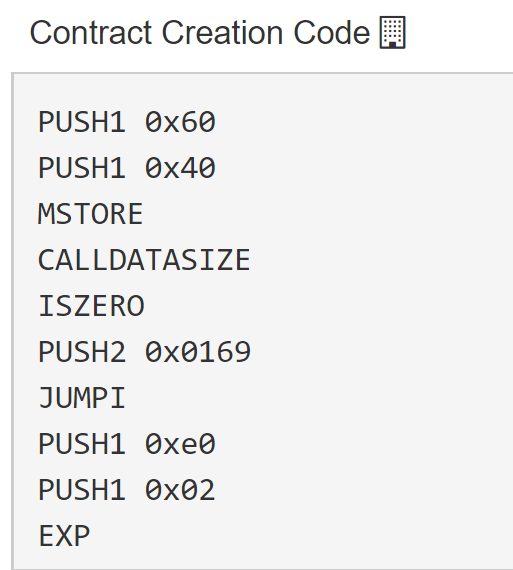 Contract Creation Code
PUSH1 0x60
PUSH1 0x40
MSTORE
CALLDATASIZE
ISZERO
PUSH2 0x0169
JUMPI
PUSH1 0xe0
PUSH1 0x02
EXP